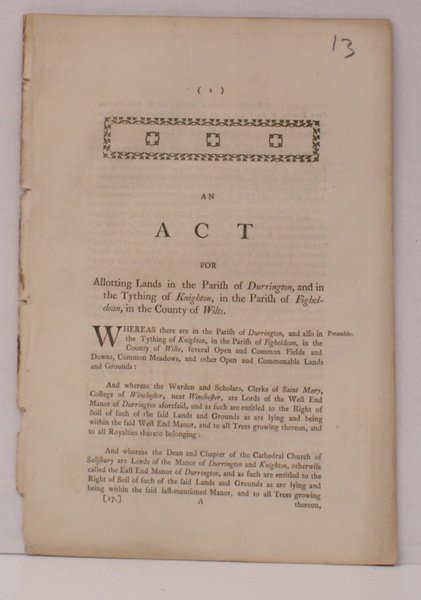 13
( 1 )
AN
ACT
FOR
Allotting Lands in the Pariſh of Durrington, and in
the Tything of Knighton, in the Pariſh of Fighel-
dean, in the County of Wilts.
WHEREAS there are in the Pariſh of Durrington, and alſo in Preamble.
the Tything of Knighton, in the Pariſh of Figheldean, in the
County of Wilts, ſeveral Open and Common Fields and
Downs, Common Meadows, and other Open and Commonable Lands
and Grounds :
And whereas the Warden and Scholars, Clerks of Saint Mary,
College of Wincheſter, near Wincheſter, are Lords of the Weſt End
Manor of Durrington aforeſaid, and as ſuch are entitled to the Right of
Soil of ſuch of the ſaid Lands and Grounds as are lying and being
within the ſaid Weſt End Manor, and to all Trees growing thereon, and
to all Royalties thereto belonging :
And whereas the Dean and Chapter of the Cathedral Church of
Saliſbury are Lords of the Manor of Durrington and Knighton, otherwiſe
called the Eaſt End Manor of Durrington, and as ſuch are entitled to the
Right of Soil of ſuch of the ſaid Lands and Grounds as are lying and
being within the ſaid laſt-mentioned Manor, and to all Trees growing
[17.] A thereon,